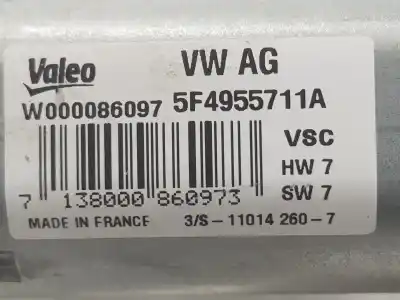 Valeo VW AG
W000086097 5F4955711A
VSC
HW 7
SW 7
7 138000 860973
MADE IN FRANCE 3/S-11014 260-7